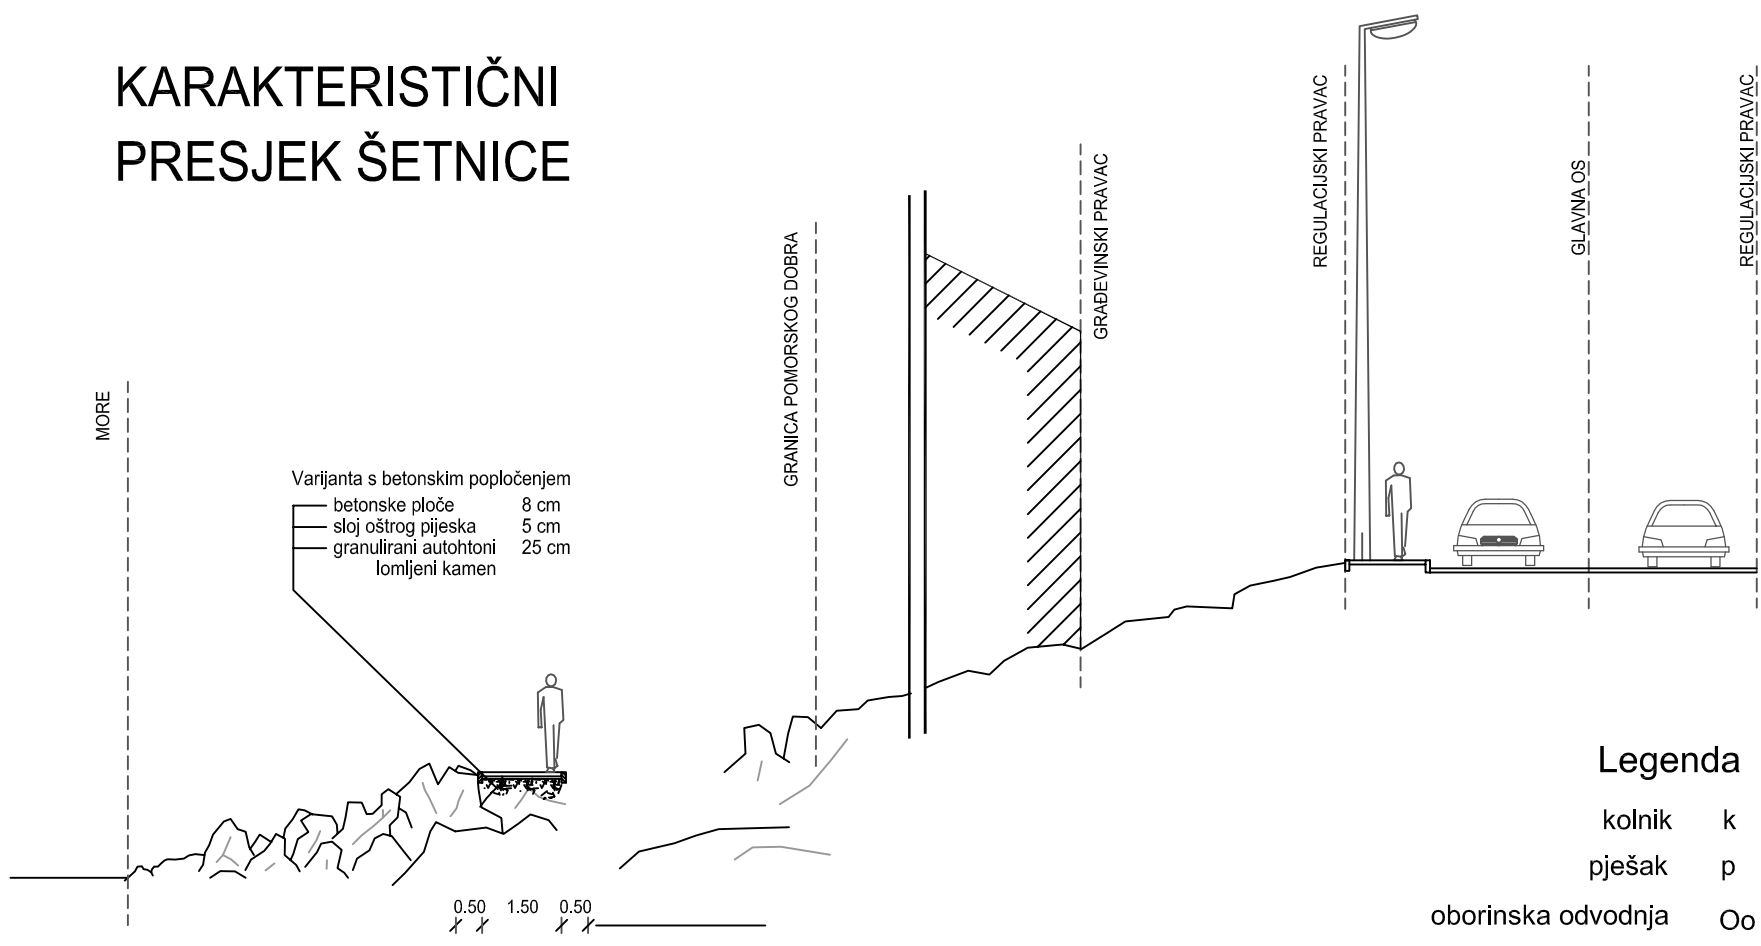 KARAKTERISTIČNI
PRESJEK ŠETNICE
MORE
Varijanta s betonskim popločenjem
betonske ploče 8 cm
sloj oštrog pijeska 5 cm
granulirani autohtoni 25 cm
lomljeni kamen
GRANICA POMORSKOG DOBRA
GRAĐEVINSKI PRAVAC
REGULACIJSKI PRAVAC
GLAVNA OS
REGULACIJSKI PRAVAC
0.50 1.50 0.50
Legenda
kolnik k
pješak p
oborinska odvodnja Oo